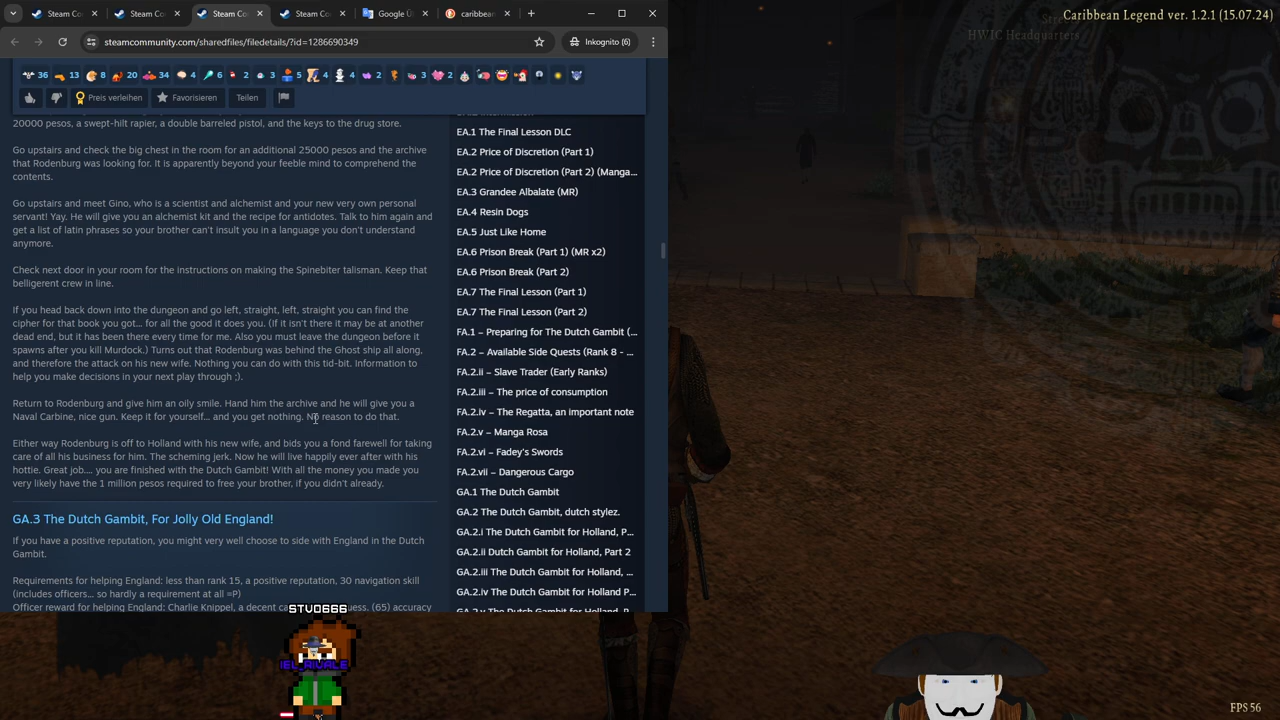 Steam Co
Steam Co
Steam Co
Steam Co
Google Ü
caribbean
steamcommunity.com/sharedfiles/filedetails/?id=1286690349
Inkognito (6)
36 13 8 20 34 4 6 2 3 5 4 4 2 3 2
Preis verleihen
Favorisieren
Teilen
20000 pesos, a swept-hilt rapier, a double barreled pistol, and the keys to the drug store.
Go upstairs and check the big chest in the room for an additional 25000 pesos and the archive
that Rodenburg was looking for. It is apparently beyond your feeble mind to comprehend the
contents.
Go upstairs and meet Gino, who is a scientist and alchemist and your new very own personal
servant! Yay. He will give you an alchemist kit and the recipe for antidotes. Talk to him again and
get a list of latin phrases so your brother can't insult you in a language you don't understand
anymore.
Check next door in your room for the instructions on making the Spinebiter talisman. Keep that
belligerent crew in line.
If you head back down into the dungeon and go left, straight, left, straight you can find the
cipher for that book you got... for all the good it does you. (If it isn't there it may be at another
dead end, but it has been there every time for me. Also you must leave the dungeon before it
spawns after you kill Murdock.) Turns out that Rodenburg was behind the Ghost ship all along,
and therefore the attack on his new wife. Nothing you can do with this tid-bit. Information to
help you make decisions in your next play through ;).
Return to Rodenburg and give him an oily smile. Hand him the archive and he will give you a
Naval Carbine, nice gun. Keep it for yourself... and you get nothing. No reason to do that.
Either way Rodenburg is off to Holland with his new wife, and bids you a fond farewell for taking
care of all his business for him. The scheming jerk. Now he will live happily ever after with his
hottie. Great job.... you are finished with the Dutch Gambit! With all the money you made you
very likely have the 1 million pesos required to free your brother, if you didn't already.
GA.3 The Dutch Gambit, For Jolly Old England!
If you have a positive reputation, you might very well choose to side with England in the Dutch
Gambit.
Requirements for helping England: less than rank 15, a positive reputation, 30 navigation skill
(includes officers... so hardly a requirement at all =P)
Officer reward for helping England: Charlie Knippel, a decent ca uess. (65) accuracy
EA.1 The Final Lesson DLC
EA.2 Price of Discretion (Part 1)
EA.2 Price of Discretion (Part 2) (Manga...
EA.3 Grandee Albalate (MR)
EA.4 Resin Dogs
EA.5 Just Like Home
EA.6 Prison Break (Part 1) (MR x2)
EA.6 Prison Break (Part 2)
EA.7 The Final Lesson (Part 1)
EA.7 The Final Lesson (Part 2)
FA.1 – Preparing for The Dutch Gambit (...
FA.2 – Available Side Quests (Rank 8 - ...
FA.2.ii – Slave Trader (Early Ranks)
FA.2.iii – The price of consumption
FA.2.iv – The Regatta, an important note
FA.2.v – Manga Rosa
FA.2.vi – Fadey's Swords
FA.2.vii – Dangerous Cargo
GA.1 The Dutch Gambit
GA.2 The Dutch Gambit, dutch stylez.
GA.2.i The Dutch Gambit for Holland, P...
GA.2.ii Dutch Gambit for Holland, Part 2
GA.2.iii The Dutch Gambit for Holland, ...
GA.2.iv The Dutch Gambit for Holland P...
GA.2.v The Dutch Gambit for Holland, P...
Caribbean Legend ver. 1.2.1 (15.07.24)
HWIC Headquarters
STVO666
IEL_RIVALE
FPS 56